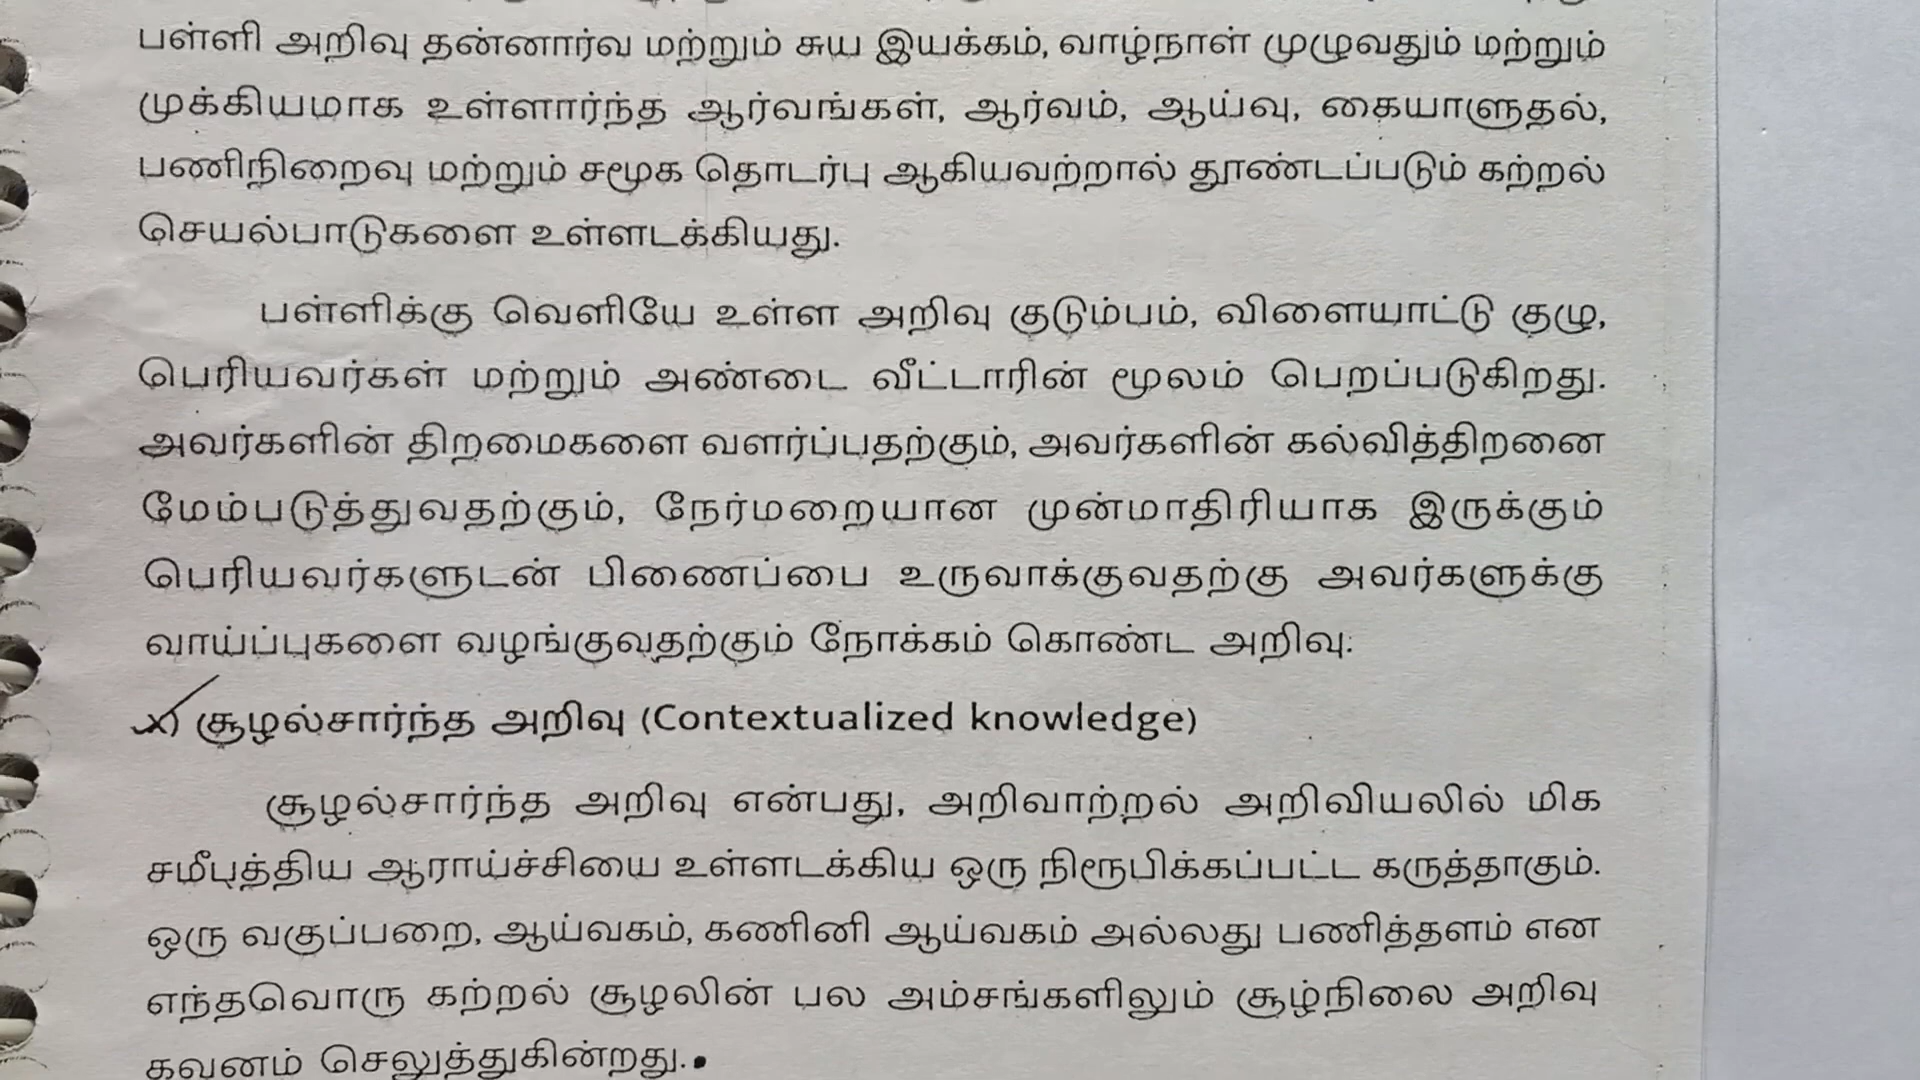 பள்ளி அறிவு தன்னார்வ மற்றும் சுய இயக்கம், வாழ்நாள் முழுவதும் மற்றும்
முக்கியமாக உள்ளார்ந்த ஆர்வங்கள், ஆர்வம், ஆய்வு, கையாளுதல்,
பணிநிறைவு மற்றும் சமூக தொடர்பு ஆகியவற்றால் தூண்டப்படும் கற்றல்
செயல்பாடுகளை உள்ளடக்கியது.
பள்ளிக்கு வெளியே உள்ள அறிவு குடும்பம், விளையாட்டு குழு,
பெரியவர்கள் மற்றும் அண்டை வீட்டாரின் மூலம் பெறப்படுகிறது.
அவர்களின் திறமைகளை வளர்ப்பதற்கும், அவர்களின் கல்வித்திறனை
மேம்படுத்துவதற்கும், நேர்மறையான முன்மாதிரியாக இருக்கும்
பெரியவர்களுடன் பிணைப்பை உருவாக்குவதற்கு அவர்களுக்கு
வாய்ப்புகளை வழங்குவதற்கும் நோக்கம் கொண்ட அறிவு.
x) சூழல்சார்ந்த அறிவு (Contextualized knowledge)
சூழல்சார்ந்த அறிவு என்பது, அறிவாற்றல் அறிவியலில் மிக
சமீபத்திய ஆராய்ச்சியை உள்ளடக்கிய ஒரு நிரூபிக்கப்பட்ட கருத்தாகும்.
ஒரு வகுப்பறை, ஆய்வகம், கணினி ஆய்வகம் அல்லது பணித்தளம் என
எந்தவொரு கற்றல் சூழலின் பல அம்சங்களிலும் சூழ்நிலை அறிவு
கவனம் செலுத்துகின்றது.